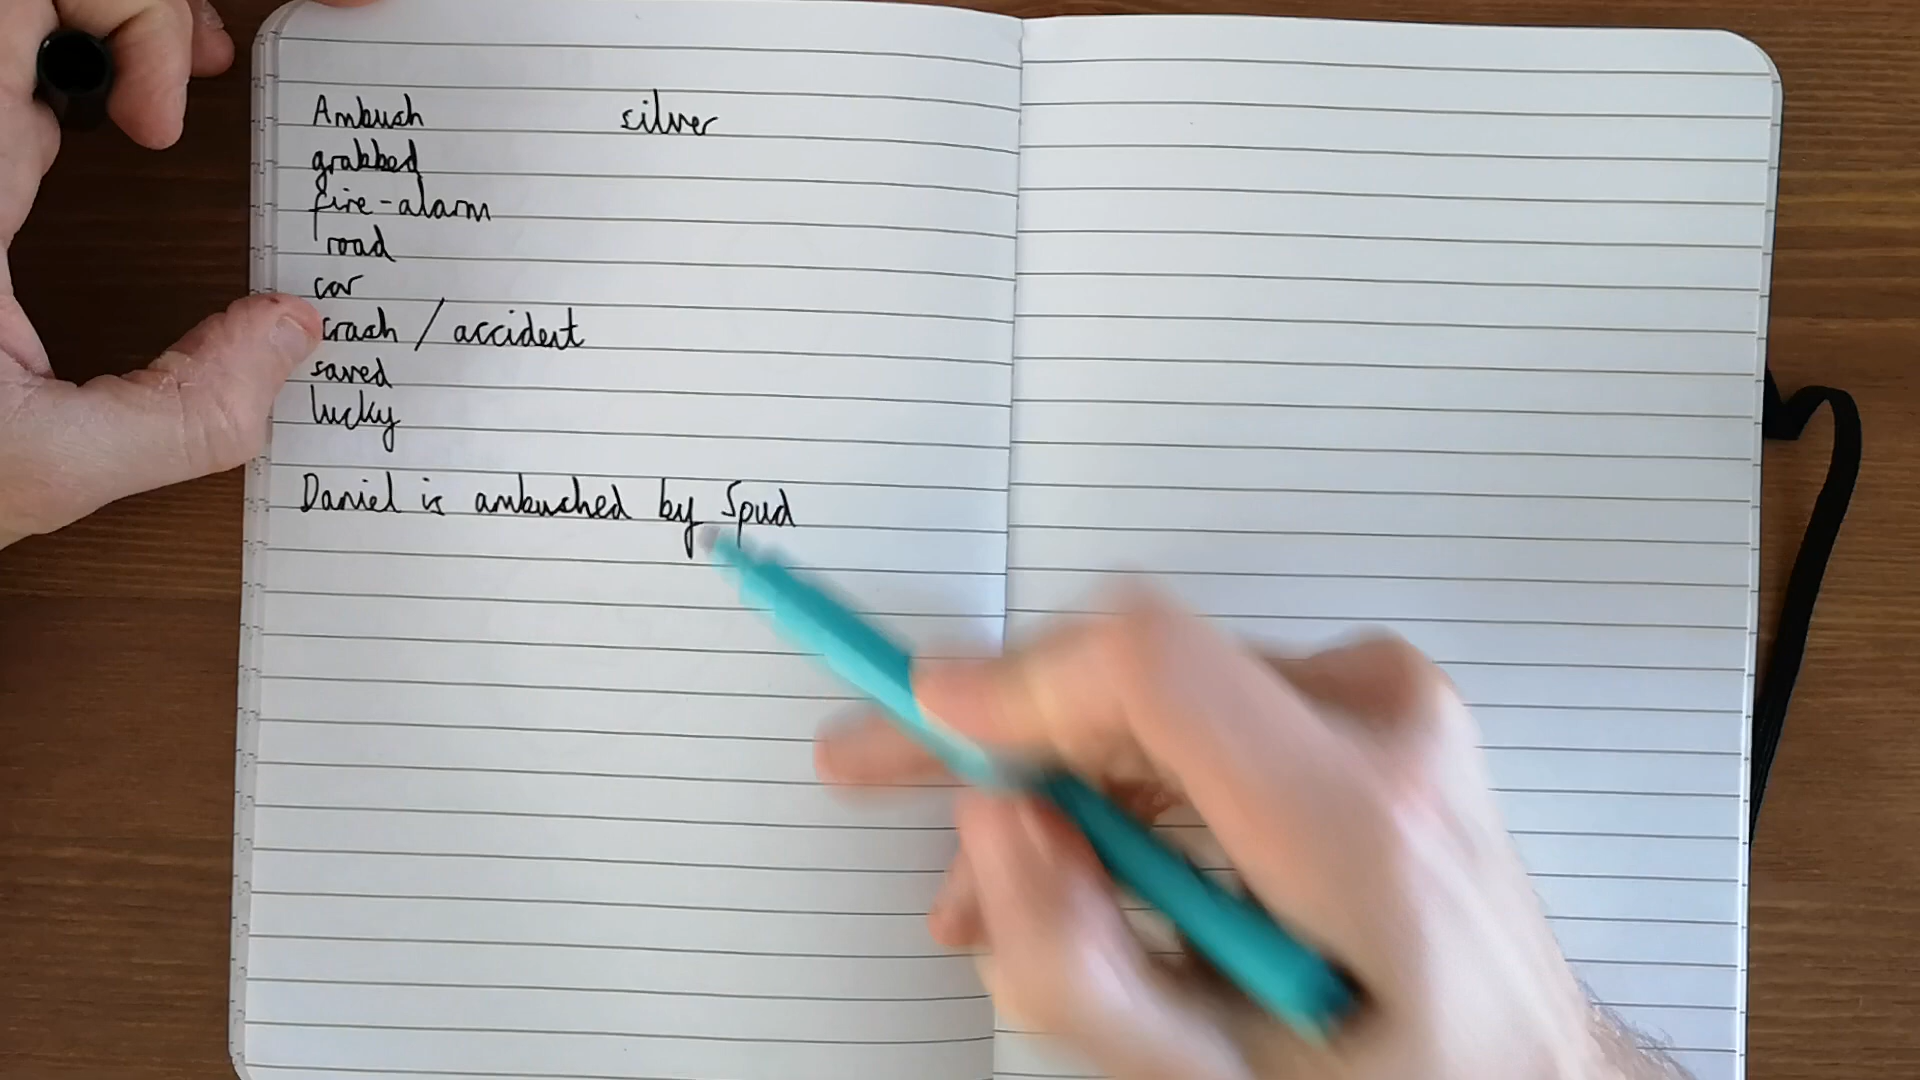 Ambush silver
grabbed
fire-alarm
road
car
crash / accident
saved
lucky
Daniel is ambushed by Spud